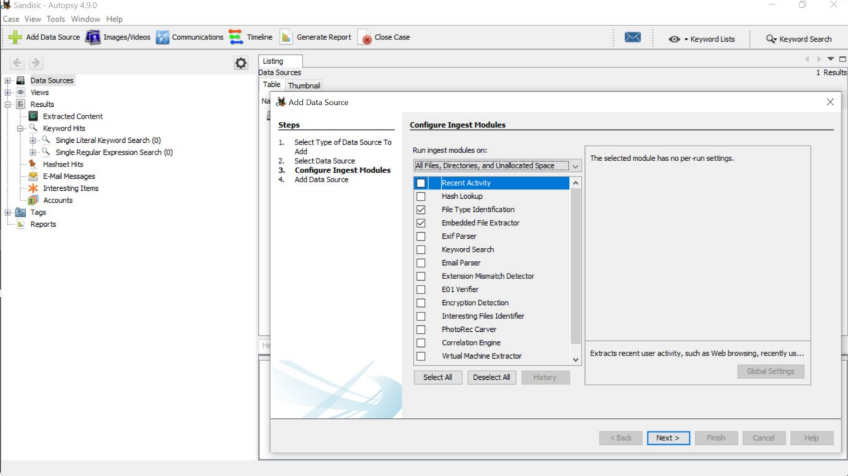 Sandisk - Autopsy 4.9.0
Case View Tools Window Help
Add Data Source Images/Videos Communications Timeline Generate Report Close Case Keyword Lists Keyword Search
Listing
Data Sources
1 Results
Table Thumbnail
Data Sources
Views
Results
Extracted Content
Keyword Hits
Single Literal Keyword Search (0)
Single Regular Expression Search (0)
Hashset Hits
E-Mail Messages
Interesting Items
Accounts
Tags
Reports
Add Data Source
Steps
1. Select Type of Data Source To
Add
2. Select Data Source
3. Configure Ingest Modules
4. Add Data Source
Configure Ingest Modules
Run ingest modules on:
All Files, Directories, and Unallocated Space
Recent Activity
Hash Lookup
File Type Identification
Embedded File Extractor
Exif Parser
Keyword Search
Email Parser
Extension Mismatch Detector
E01 Verifier
Encryption Detection
Interesting Files Identifier
PhotoRec Carver
Correlation Engine
Virtual Machine Extractor
Select All Deselect All History
The selected module has no per-run settings.
Extracts recent user activity, such as Web browsing, recently us...
Global Settings
< Back Next > Finish Cancel Help